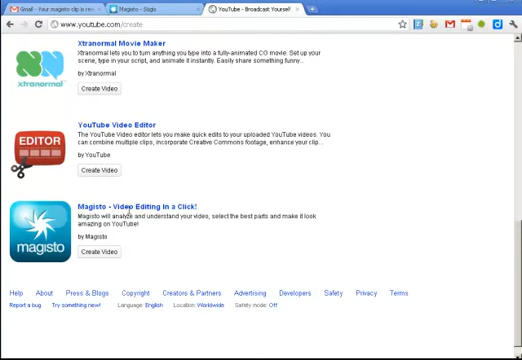 Gmail - Your magisto clip is rea
Magisto - Slagis
YouTube - Broadcast Yourself
www.youtube.com/create
Xtranormal Movie Maker
Xtranormal lets you to turn anything you type into a fully-animated CG movie. Set up your
scene, type in your script, and animate it instantly. Easily share something funny...
xtranormal
by Xtranormal
Create Video
YouTube Video Editor
EDITOR
The YouTube Video editor lets you make quick edits to your uploaded YouTube videos. You
can combine multiple clips, incorporate Creative Commons footage, enhance your clip...
by YouTube
Create Video
Magisto - Video Editing In a Click!
Magisto will analyze and understand your video, select the best parts and make it look
amazing on YouTube!
magisto
by Magisto
Create Video
Help About Press & Blogs Copyright Creators & Partners Advertising Developers Safety Privacy Terms
Report a bug Try something new! Language: English Location: Worldwide Safety mode: Off